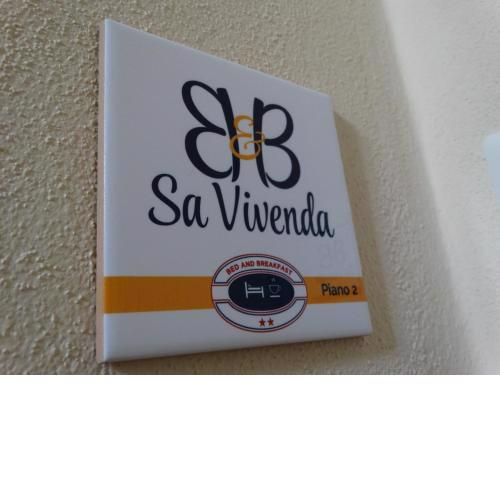 B&B
Sa Vivenda
BED AND BREAKFAST
Piano 2